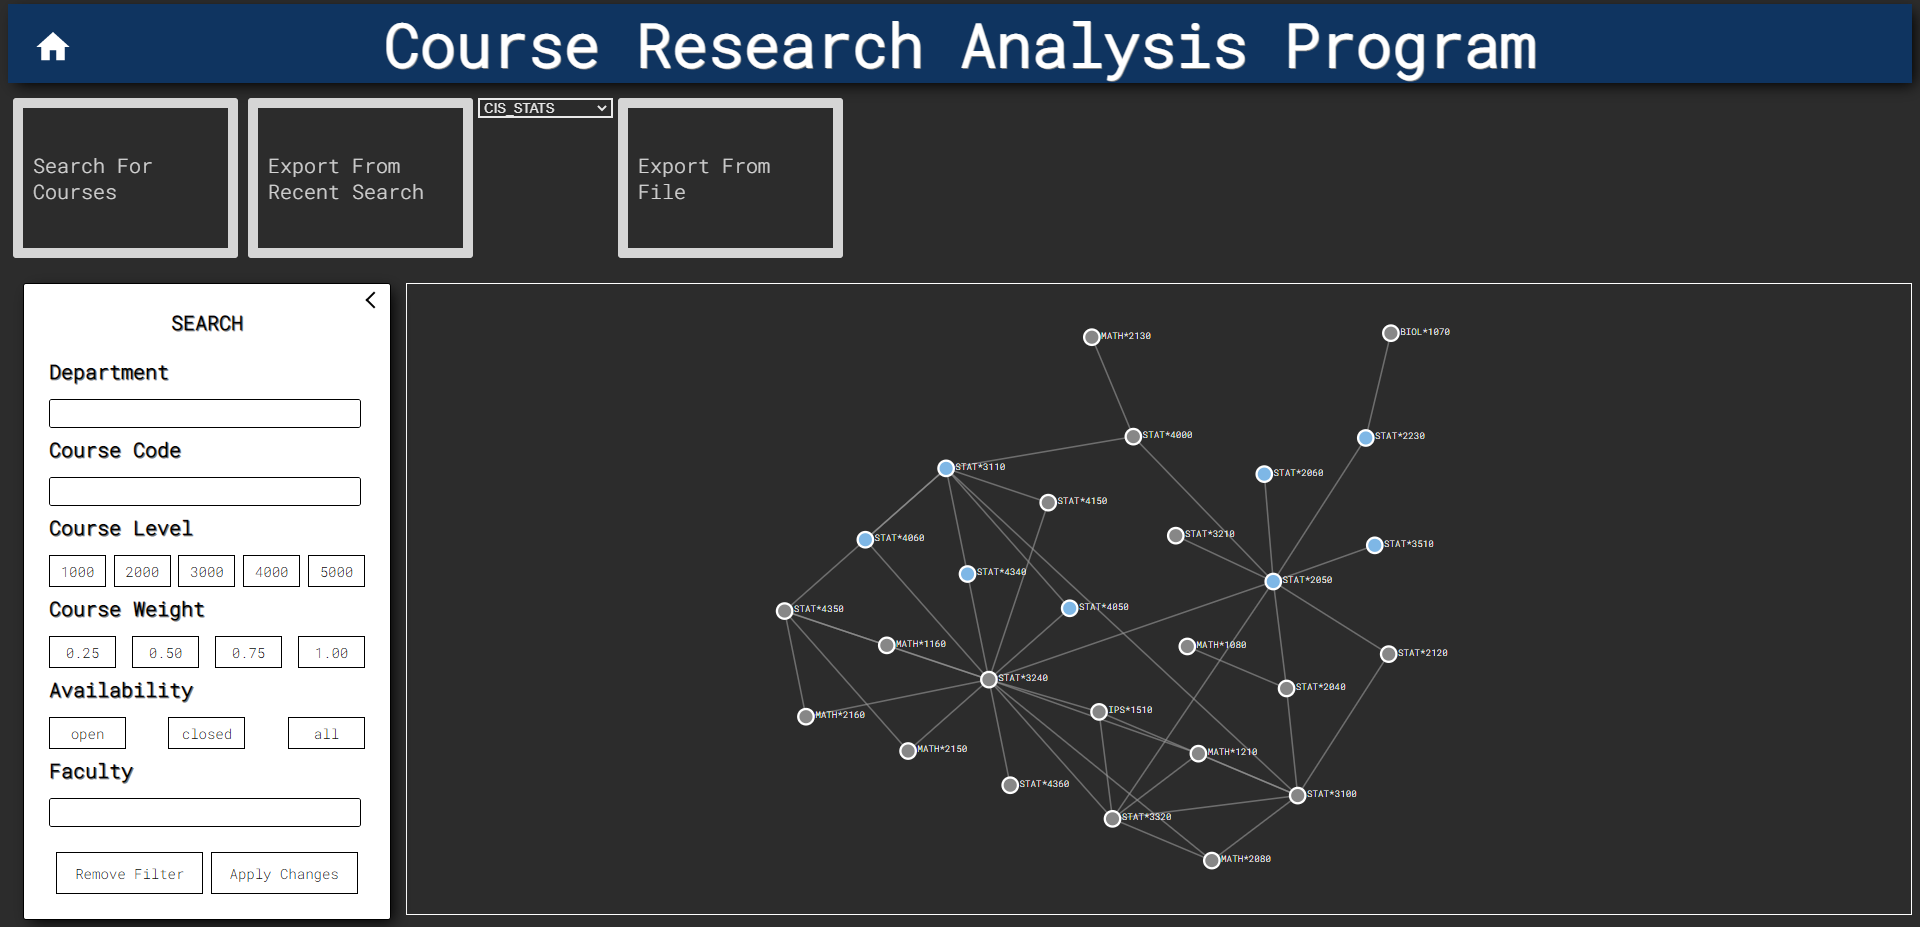 Course Research Analysis Program
Search For
Courses
Export From
Recent Search
CIS_STATS
Export From
File
SEARCH
Department
Course Code
Course Level
1000 2000 3000 4000 5000
Course Weight
0.25 0.50 0.75 1.00
Availability
open closed all
Faculty
Remove Filter Apply Changes
MATH*2130
BIOL*1070
STAT*4000
STAT*2230
STAT*3110
STAT*2060
STAT*4150
STAT*3210
STAT*4060
STAT*3510
STAT*4340
STAT*2050
STAT*4350
STAT*4050
MATH*1160
MATH*1080
STAT*2120
STAT*3240
STAT*2040
MATH*2160
IPS*1510
MATH*2150
MATH*1210
STAT*4360
STAT*3100
STAT*3320
MATH*2080